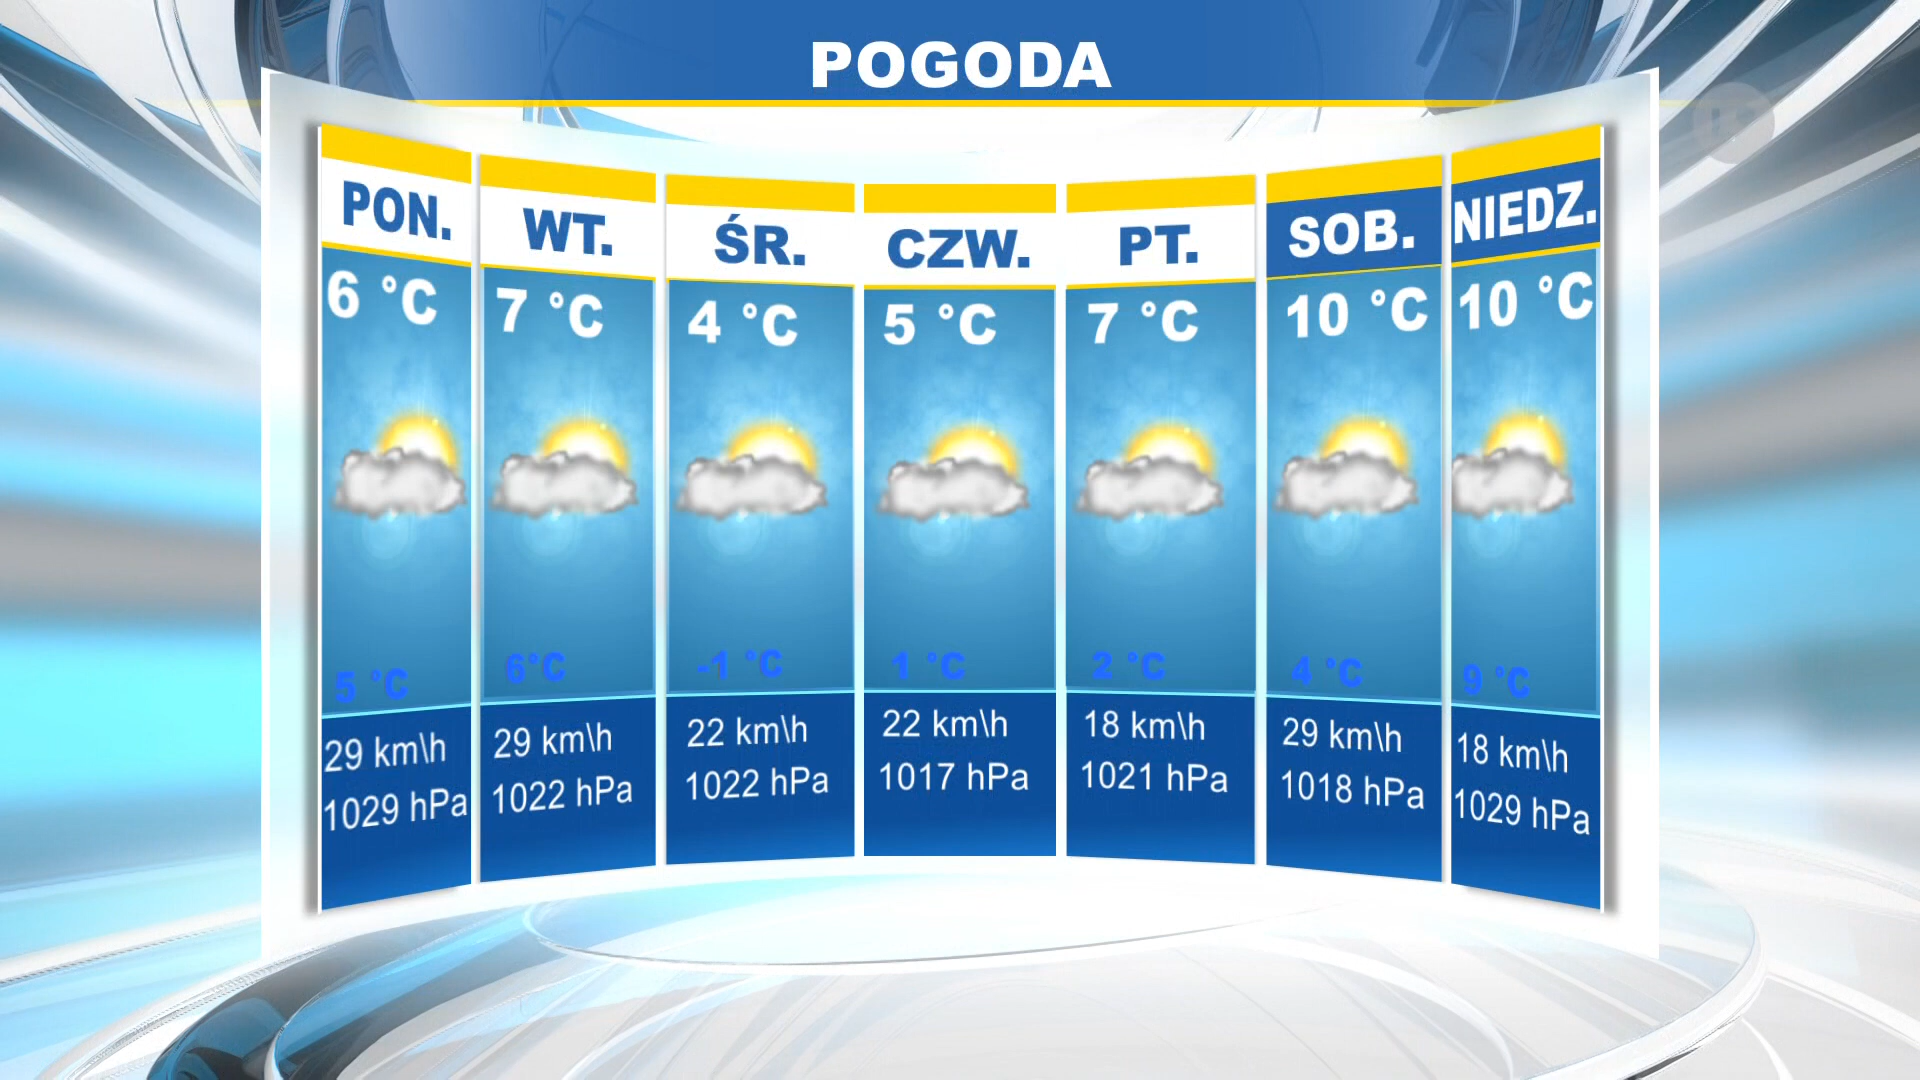 POGODA
PON.
6 °C
5 °C
29 km\h
1029 hPa
WT.
7 °C
6°C
29 km\h
1022 hPa
ŚR.
4 °C
-1 °C
22 km\h
1022 hPa
CZW.
5 °C
1 °C
22 km\h
1017 hPa
PT.
7 °C
2 °C
18 km\h
1021 hPa
SOB.
10 °C
4 °C
29 km\h
1018 hPa
NIEDZ.
10 °C
9 °C
18 km\h
1029 hPa